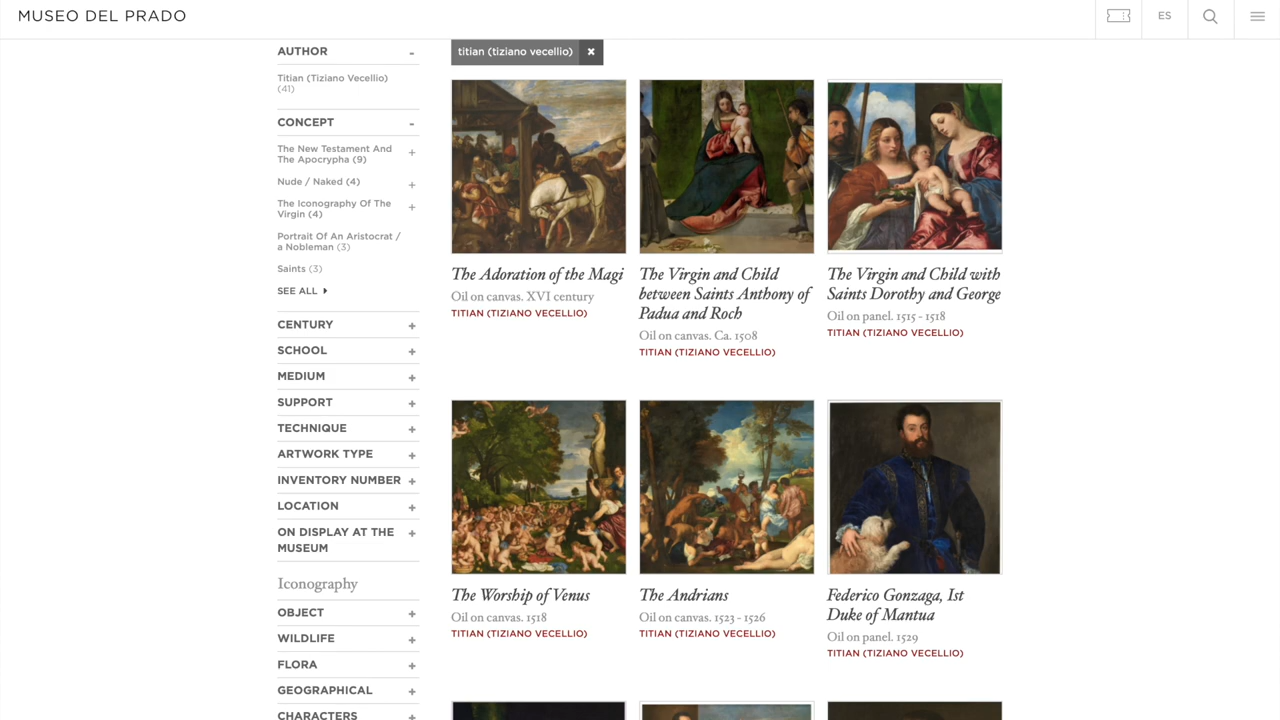 MUSEO DEL PRADO
ES
AUTHOR
-
Titian (Tiziano Vecellio)
(41)
CONCEPT
-
The New Testament And
The Apocrypha (9)
+
Nude / Naked (4)
+
The Iconography Of The
Virgin (4)
+
Portrait Of An Aristocrat /
a Nobleman (3)
Saints (3)
SEE ALL
CENTURY +
SCHOOL +
MEDIUM +
SUPPORT +
TECHNIQUE +
ARTWORK TYPE +
INVENTORY NUMBER +
LOCATION +
ON DISPLAY AT THE +
MUSEUM
Iconography
OBJECT +
WILDLIFE +
FLORA +
GEOGRAPHICAL +
CHARACTERS +
titian (tiziano vecellio) ×
The Adoration of the Magi
Oil on canvas. XVI century
TITIAN (TIZIANO VECELLIO)
The Virgin and Child
between Saints Anthony of
Padua and Roch
Oil on canvas. Ca. 1508
TITIAN (TIZIANO VECELLIO)
The Virgin and Child with
Saints Dorothy and George
Oil on panel. 1515 - 1518
TITIAN (TIZIANO VECELLIO)
The Worship of Venus
Oil on canvas. 1518
TITIAN (TIZIANO VECELLIO)
The Andrians
Oil on canvas. 1523 - 1526
TITIAN (TIZIANO VECELLIO)
Federico Gonzaga, Ist
Duke of Mantua
Oil on panel. 1529
TITIAN (TIZIANO VECELLIO)